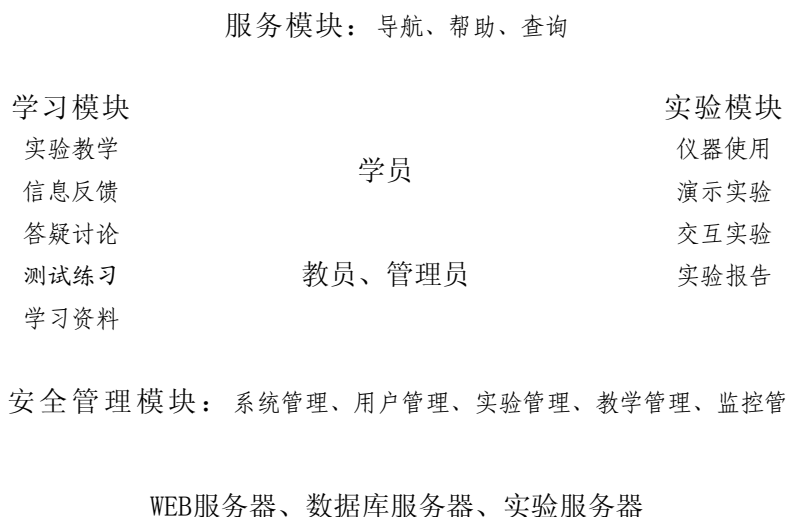 服务模块：导航、帮助、查询
学习模块
实验教学
信息反馈
答疑讨论
测试练习
学习资料
学员
教员、管理员
实验模块
仪器使用
演示实验
交互实验
实验报告
安全管理模块：系统管理、用户管理、实验管理、教学管理、监控管
WEB服务器、数据库服务器、实验服务器